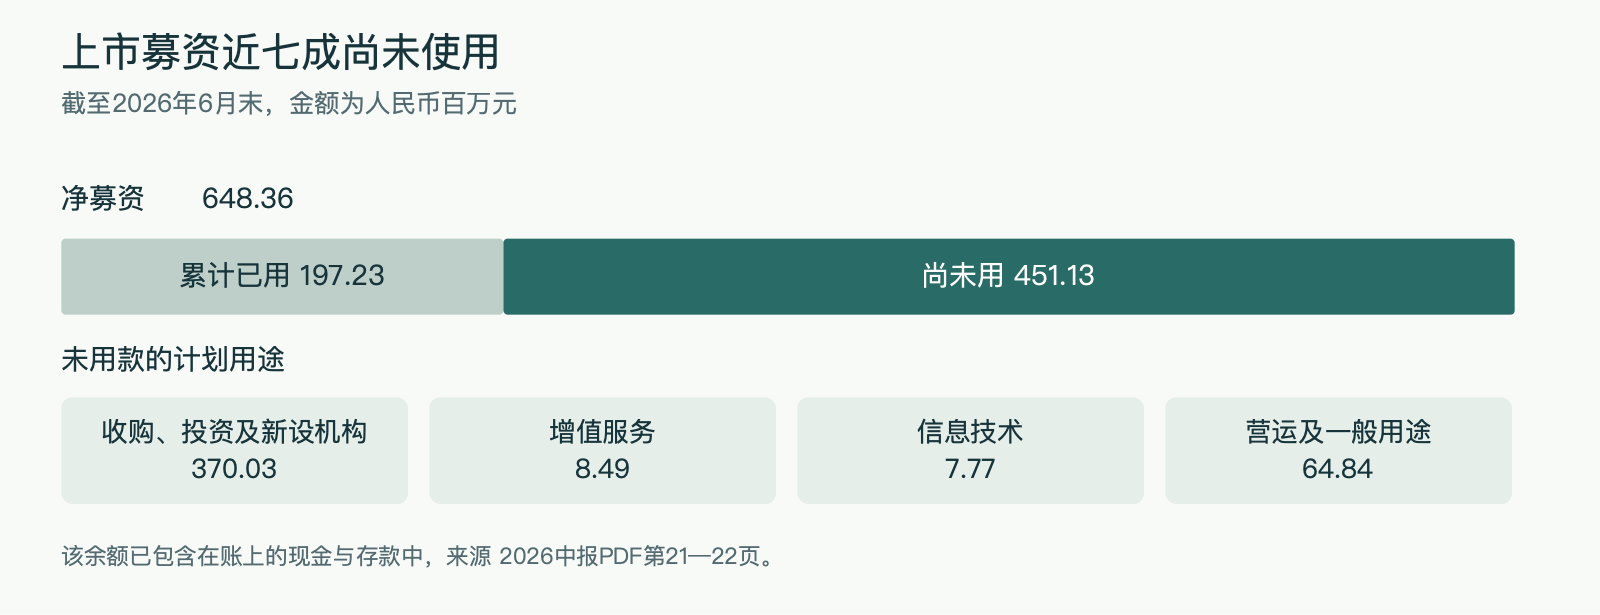 上市募资近七成尚未使用
截至2026年6月末，金额为人民币百万元
净募资 648.36
累计已用 197.23 尚未用 451.13
未用款的计划用途
收购、投资及新设机构 增值服务 信息技术 营运及一般用途
370.03 8.49 7.77 64.84
该余额已包含在账上的现金与存款中，来源 2026中报PDF第21—22页。